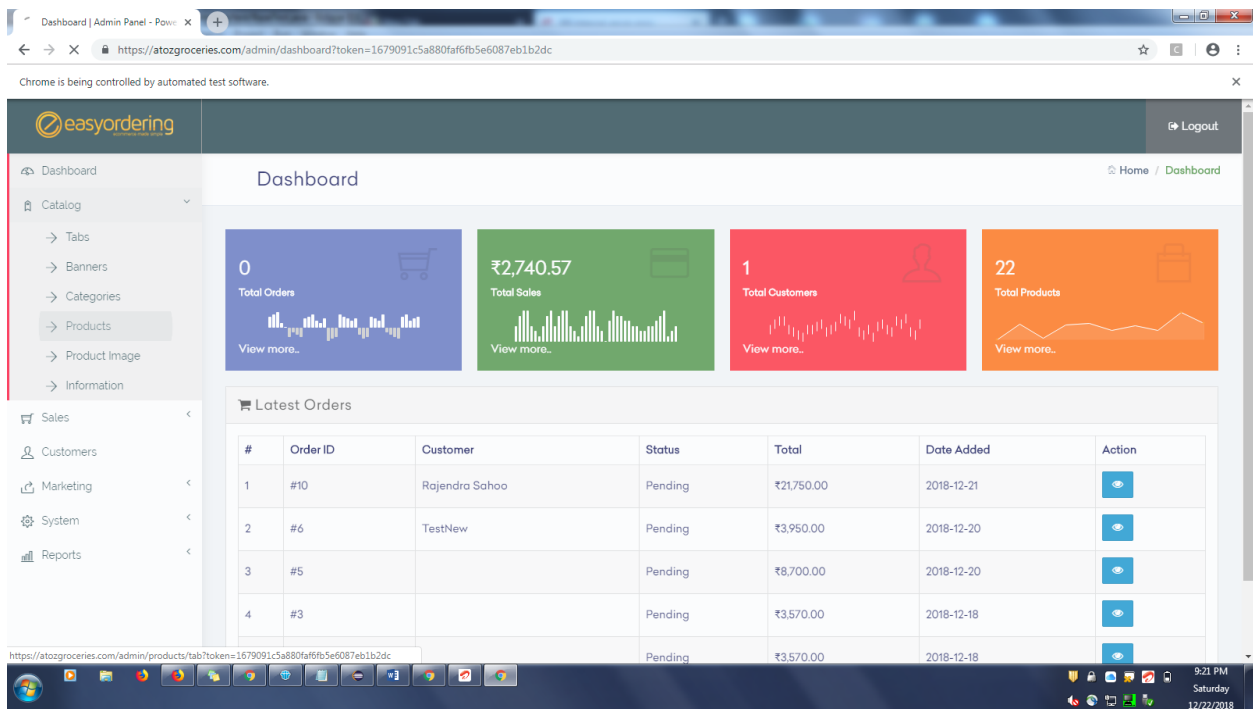 Dashboard | Admin Panel - Powe
https://atozgroceries.com/admin/dashboard?token=1679091c5a880faf6fb5e6087eb1b2dc
Chrome is being controlled by automated test software.
easyordering
Logout
Dashboard
Catalog
Tabs
Banners
Categories
Products
Product Image
Information
Sales
Customers
Marketing
System
Reports
Dashboard
Home / Dashboard
0
Total Orders
View more..
₹2,740.57
Total Sales
View more..
1
Total Customers
View more..
22
Total Products
View more..
Latest Orders
# Order ID Customer Status Total Date Added Action
1 #10 Rajendra Sahoo Pending ₹21,750.00 2018-12-21
2 #6 TestNew Pending ₹3,950.00 2018-12-20
3 #5 Pending ₹8,700.00 2018-12-20
4 #3 Pending ₹3,570.00 2018-12-18
Pending ₹3,570.00 2018-12-18
https://atozgroceries.com/admin/products/tab?token=1679091c5a880faf6fb5e6087eb1b2dc
9:21 PM
Saturday
12/22/2018